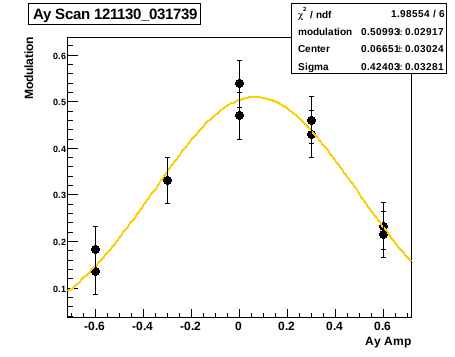 Ay Scan 121130_031739
χ² / ndf 1.98554 / 6
modulation 0.50993± 0.02917
Center 0.06651± 0.03024
Sigma 0.42403± 0.03281
Modulation
0.6
0.5
0.4
0.3
0.2
0.1
-0.6 -0.4 -0.2 0 0.2 0.4 0.6
Ay Amp